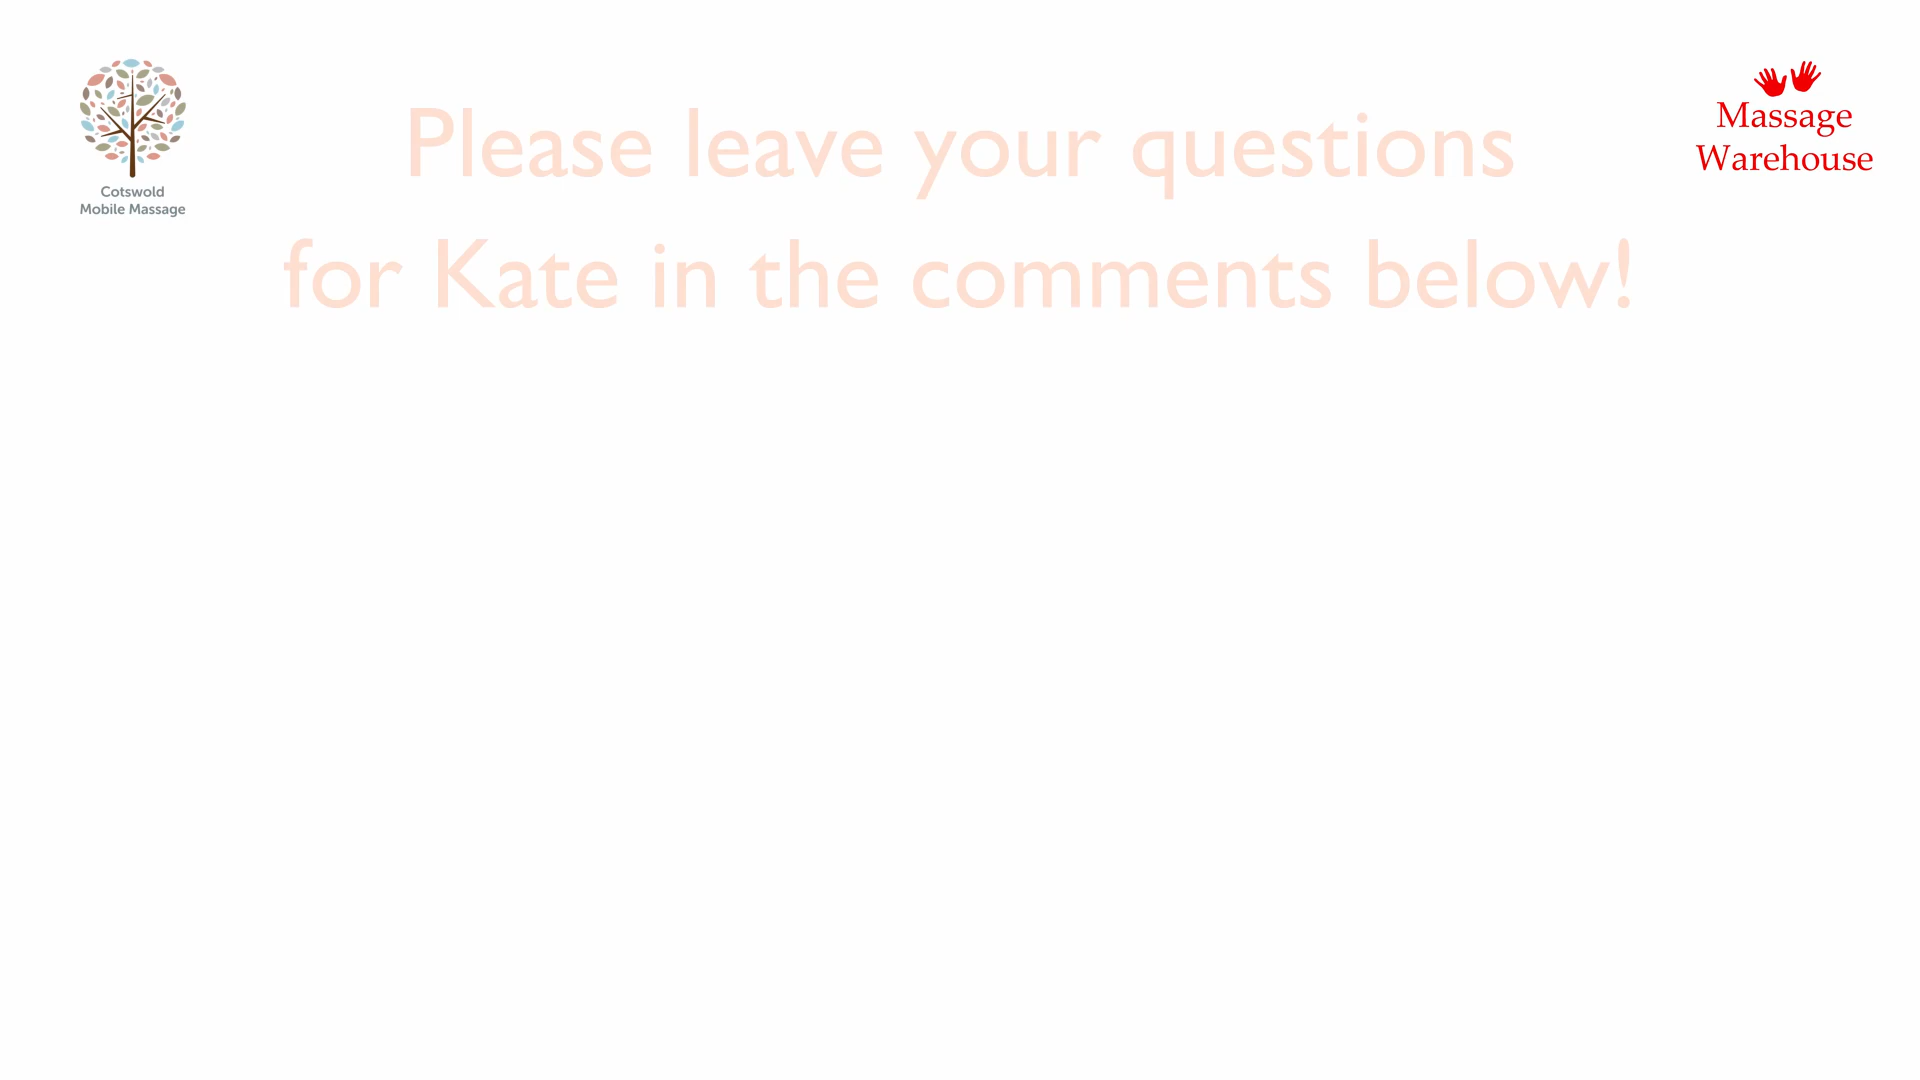 Please leave your questions
for Kate in the comments below!
Cotswold
Mobile Massage
Massage
Warehouse